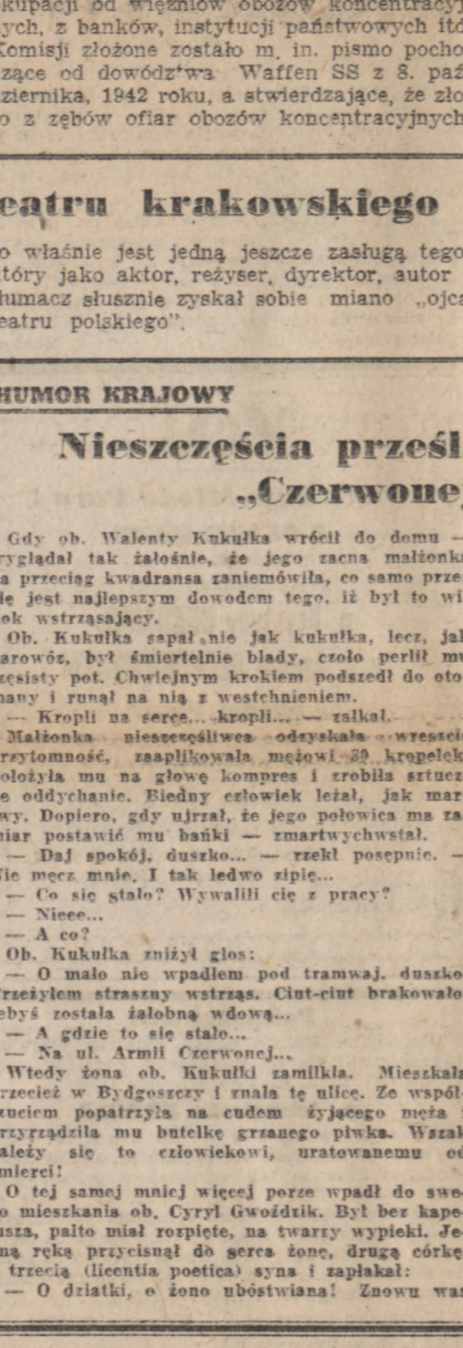 kupacji od więźniów obozów koncentracyj
ych, z banków, instytucji państwowych itd
Komisji złożone zostało m. in. pismo pocho
zące od dowództwa Waffen SS z 8. paź
ziernika, 1942 roku, a stwierdzające, że zło
o z zębów ofiar obozów koncentracyjnych
eatru krakowskiego
o właśnie jest jedną jeszcze zasługą tego
tóry jako aktor, reżyser, dyrektor, autor
łumacz słusznie zyskał sobie miano „ojca
eatru polskiego".
HUMOR KRAJOWY
Nieszczęścia prześl
„Czerwonej
Gdy ob. Walenty Kukułka wrócił do domu —
yglądał tak żałośnie, że jego zacna małżonka
a przeciąg kwadransa zaniemówiła, co samo prze
ię jest najlepszym dowodem tego, iż był to wi
ok wstrząsający.
Ob. Kukułka sapał nie jak kukułka, lecz, jak
arowóz, był śmiertelnie blady, czoło perlił mu
zęsisty pot. Chwiejnym krokiem podszedł do oto
many i runął na nią z westchnieniem.
— Kropli na serce... kropli... — załkał.
Małżonka nieszczęśliwca odzyskała wreszcie
rzytomność, zaaplikowała mężowi 39 kropelek
ołożyła mu na głowę kompres i zrobiła sztucz
e oddychanie. Biedny człowiek leżał, jak mar
wy. Dopiero, gdy ujrzał, że jego połowica ma za
miar postawić mu bańki — zmartwychwstał.
— Daj spokój, duszko... — rzekł posępnie. —
Nie męcz mnie. I tak ledwo zipię...
— Co się stało? Wywalili cię z pracy?
— Nieee...
— A co?
Ob. Kukułka zniżył głos:
— O mało nie wpadłem pod tramwaj, duszko
Przeżyłem straszny wstrząs. Ciut-ciut brakowało
ebyś została żałobną wdową...
— A gdzie to się stało...
— Na ul. Armii Czerwonej...
Wtedy żona ob. Kukułki zamilkła. Mieszkała
rzecież w Bydgoszczy i znała tę ulicę. Ze współ-
zuciem popatrzyła na cudem żyjącego męża i
rzyrządziła mu butelkę grzanego piwka. Wszak
ależy się to człowiekowi, uratowanemu od
mierci!
O tej samej mniej więcej porze wpadł do swe-
o mieszkania ob. Cyryl Gwoździk. Był bez kape-
usza, palto miał rozpięte, na twarzy wypieki. Je-
ną ręką przycisnął do serca żonę, drugą córkę
trzecią (licentia poetica) syna i zapłakał:
— O dziatki, o żono ubóstwiana! Znowu was